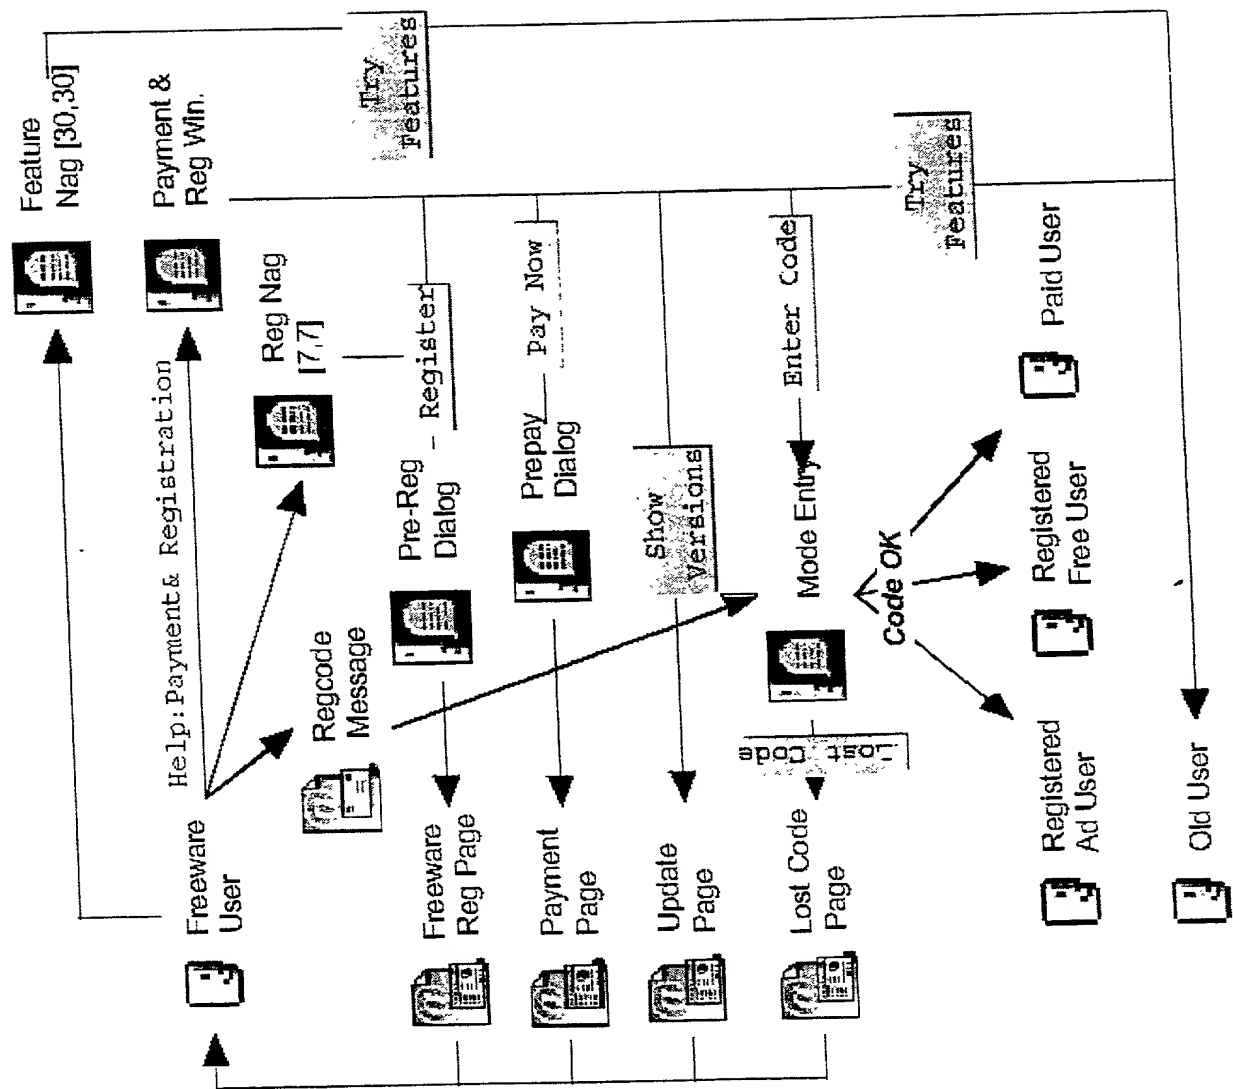 Feature
Nag [30,30]
Payment &
Reg Win.
Try
Features
Help:Payment& Registration
Freeware
User
Reg Nag
[7,7]
Regcode
Message
Pre-Reg
Dialog
Register
Freeware
Reg Page
Prepay
Dialog
Pay Now
Payment
Page
Show
Versions
Update
Page
Enter Code
Mode Entry
Lost Code
Lost Code
Page
Try
Features
Code OK
Paid User
Registered
Free User
Registered
Ad User
Old User